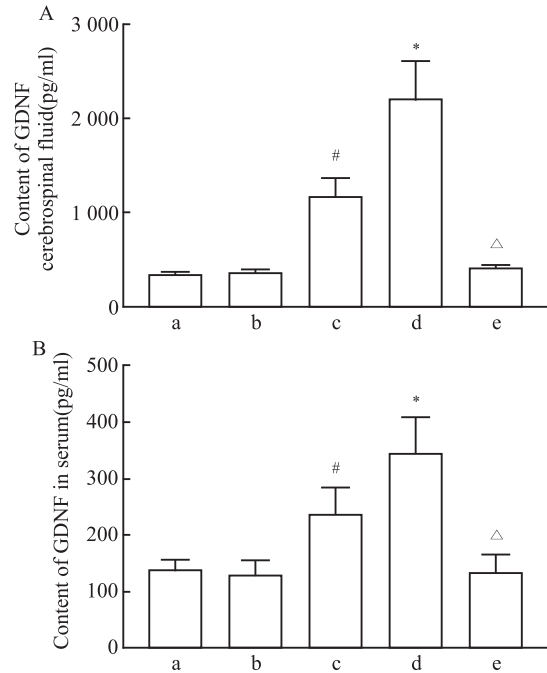 A
3 000
2 000
1 000
0
Content of GDNF
cerebrospinal fluid(pg/ml)
#
*
△
a b c d e
B
500
400
300
200
100
0
Content of GDNF in serum(pg/ml)
#
*
△
a b c d e